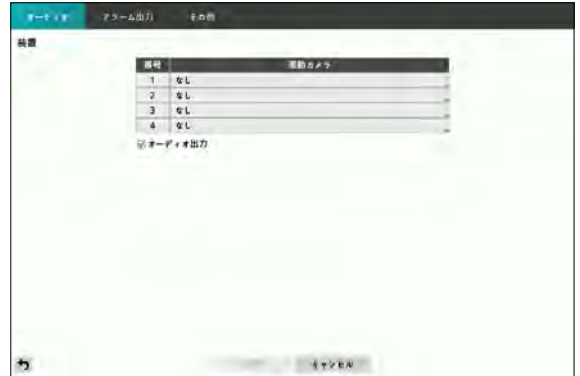 オーディオ アラーム出力 その他
装置
番号 連動カメラ
1 なし
2 なし
3 なし
4 なし
オーディオ出力
キャンセル